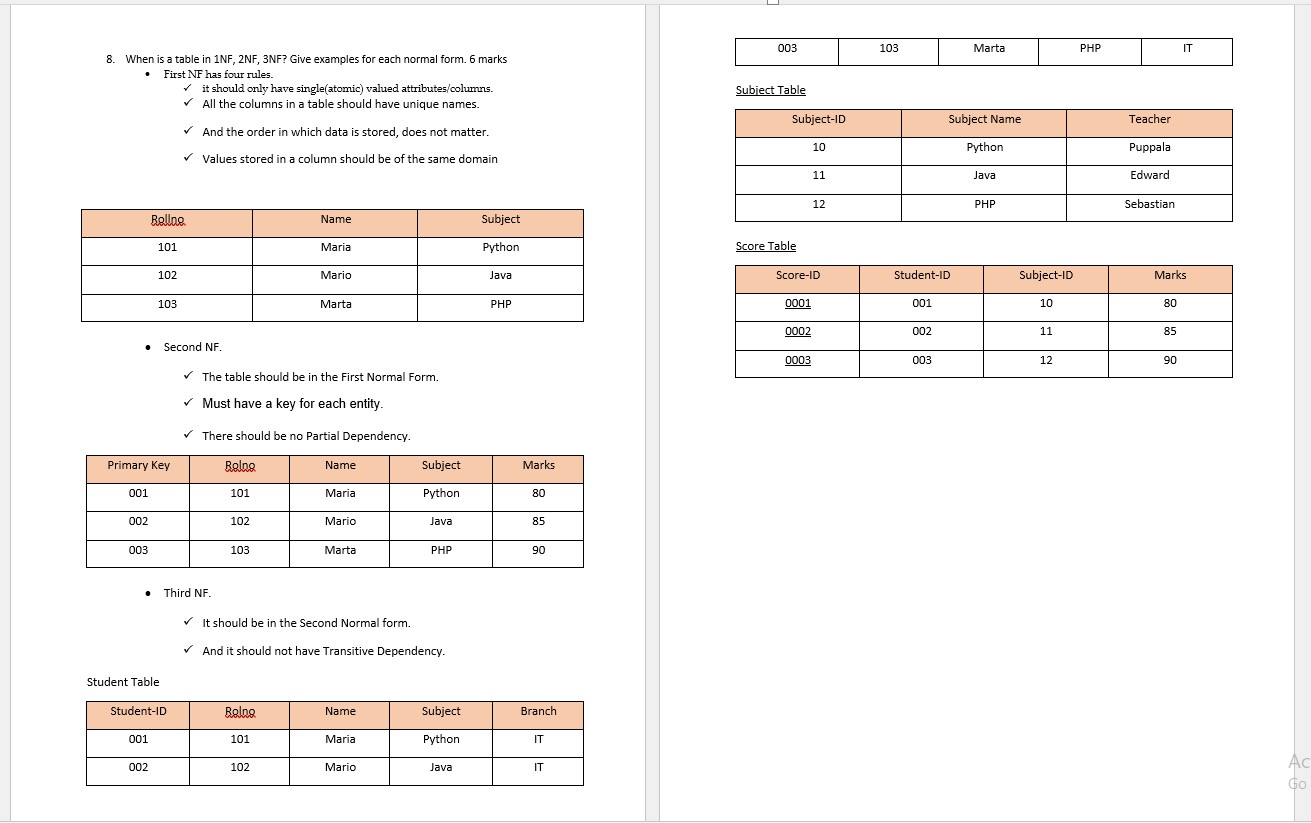 8. When is a table in 1NF, 2NF, 3NF? Give examples for each normal form. 6 marks
• First NF has four rules.
✓ it should only have single(atomic) valued attributes/columns.
✓ All the columns in a table should have unique names.
✓ And the order in which data is stored, does not matter.
✓ Values stored in a column should be of the same domain
Rollno Name Subject
101 Maria Python
102 Mario Java
103 Marta PHP
• Second NF.
✓ The table should be in the First Normal Form.
✓ Must have a key for each entity.
✓ There should be no Partial Dependency.
Primary Key Rolno Name Subject Marks
001 101 Maria Python 80
002 102 Mario Java 85
003 103 Marta PHP 90
• Third NF.
✓ It should be in the Second Normal form.
✓ And it should not have Transitive Dependency.
Student Table
Student-ID Rolno Name Subject Branch
001 101 Maria Python IT
002 102 Mario Java IT
003 103 Marta PHP IT
Subject Table
Subject-ID Subject Name Teacher
10 Python Puppala
11 Java Edward
12 PHP Sebastian
Score Table
Score-ID Student-ID Subject-ID Marks
0001 001 10 80
0002 002 11 85
0003 003 12 90
Ac
Go